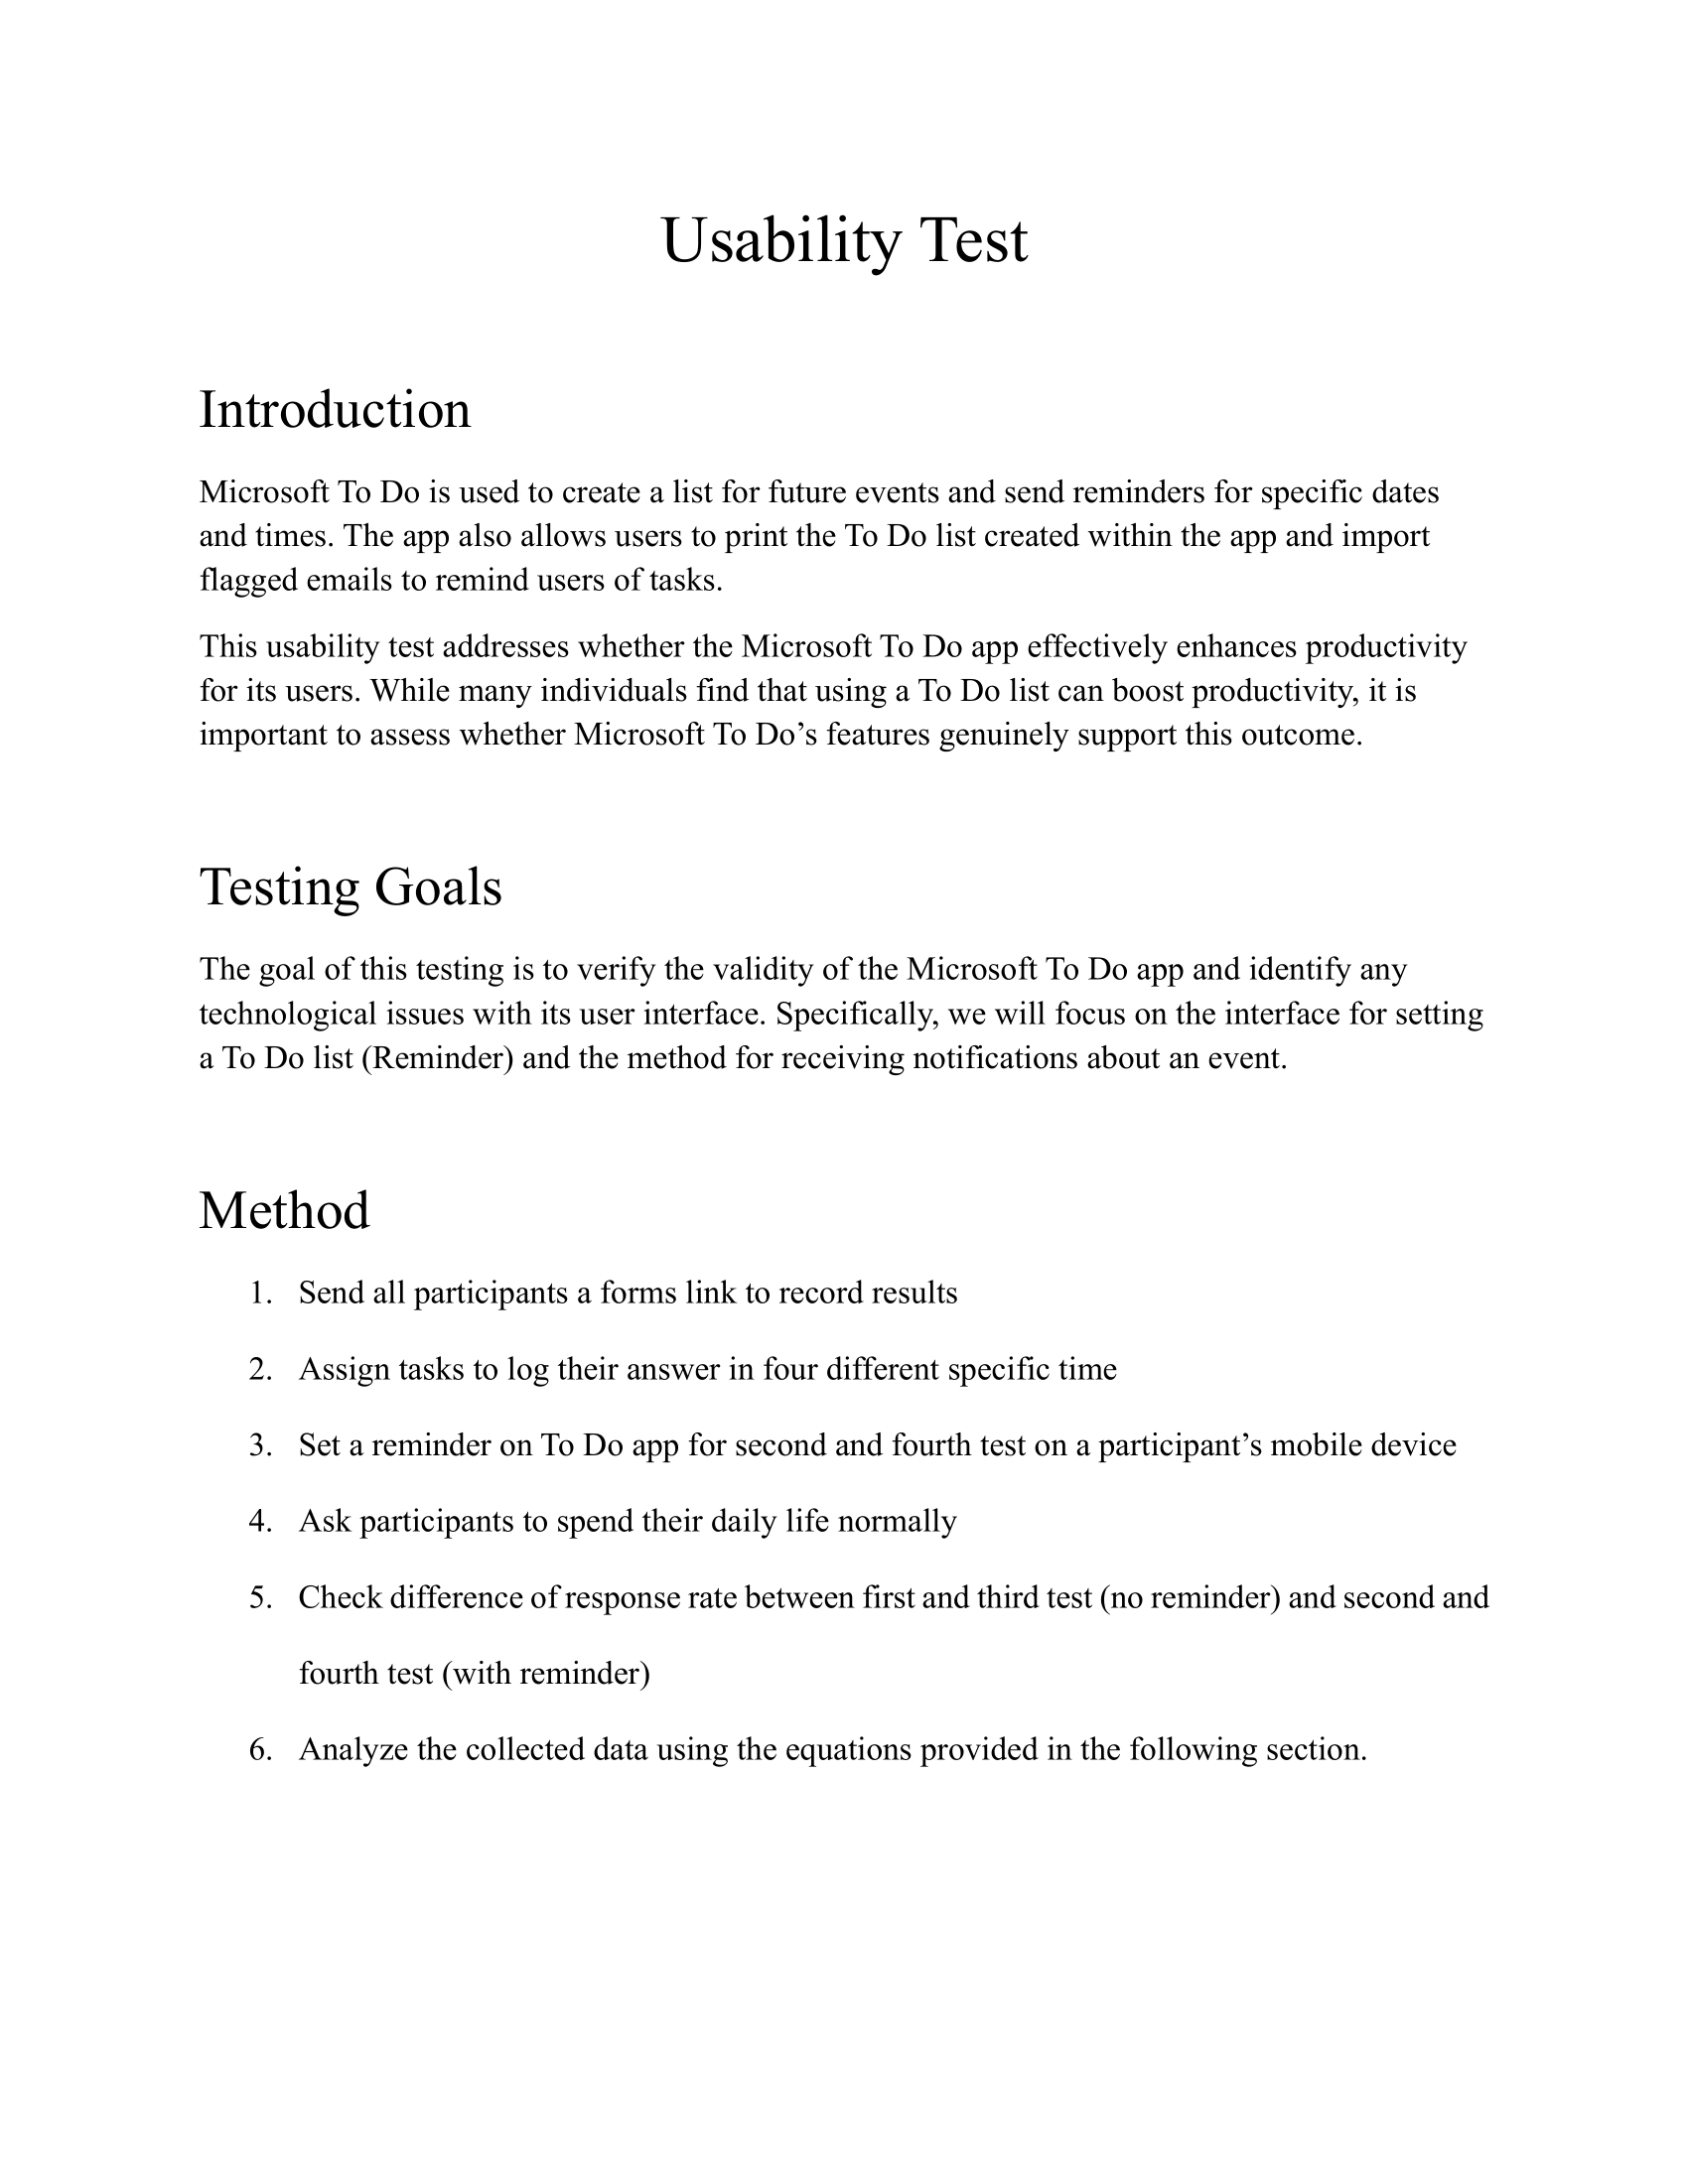 Usability Test
Introduction
Microsoft To Do is used to create a list for future events and send reminders for specific dates
and times. The app also allows users to print the To Do list created within the app and import
flagged emails to remind users of tasks.
This usability test addresses whether the Microsoft To Do app effectively enhances productivity
for its users. While many individuals find that using a To Do list can boost productivity, it is
important to assess whether Microsoft To Do’s features genuinely support this outcome.
Testing Goals
The goal of this testing is to verify the validity of the Microsoft To Do app and identify any
technological issues with its user interface. Specifically, we will focus on the interface for setting
a To Do list (Reminder) and the method for receiving notifications about an event.
Method
1. Send all participants a forms link to record results
2. Assign tasks to log their answer in four different specific time
3. Set a reminder on To Do app for second and fourth test on a participant’s mobile device
4. Ask participants to spend their daily life normally
5. Check difference of response rate between first and third test (no reminder) and second and
fourth test (with reminder)
6. Analyze the collected data using the equations provided in the following section.